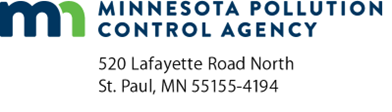 MINNESOTA POLLUTION
CONTROL AGENCY
520 Lafayette Road North
St. Paul, MN 55155-4194